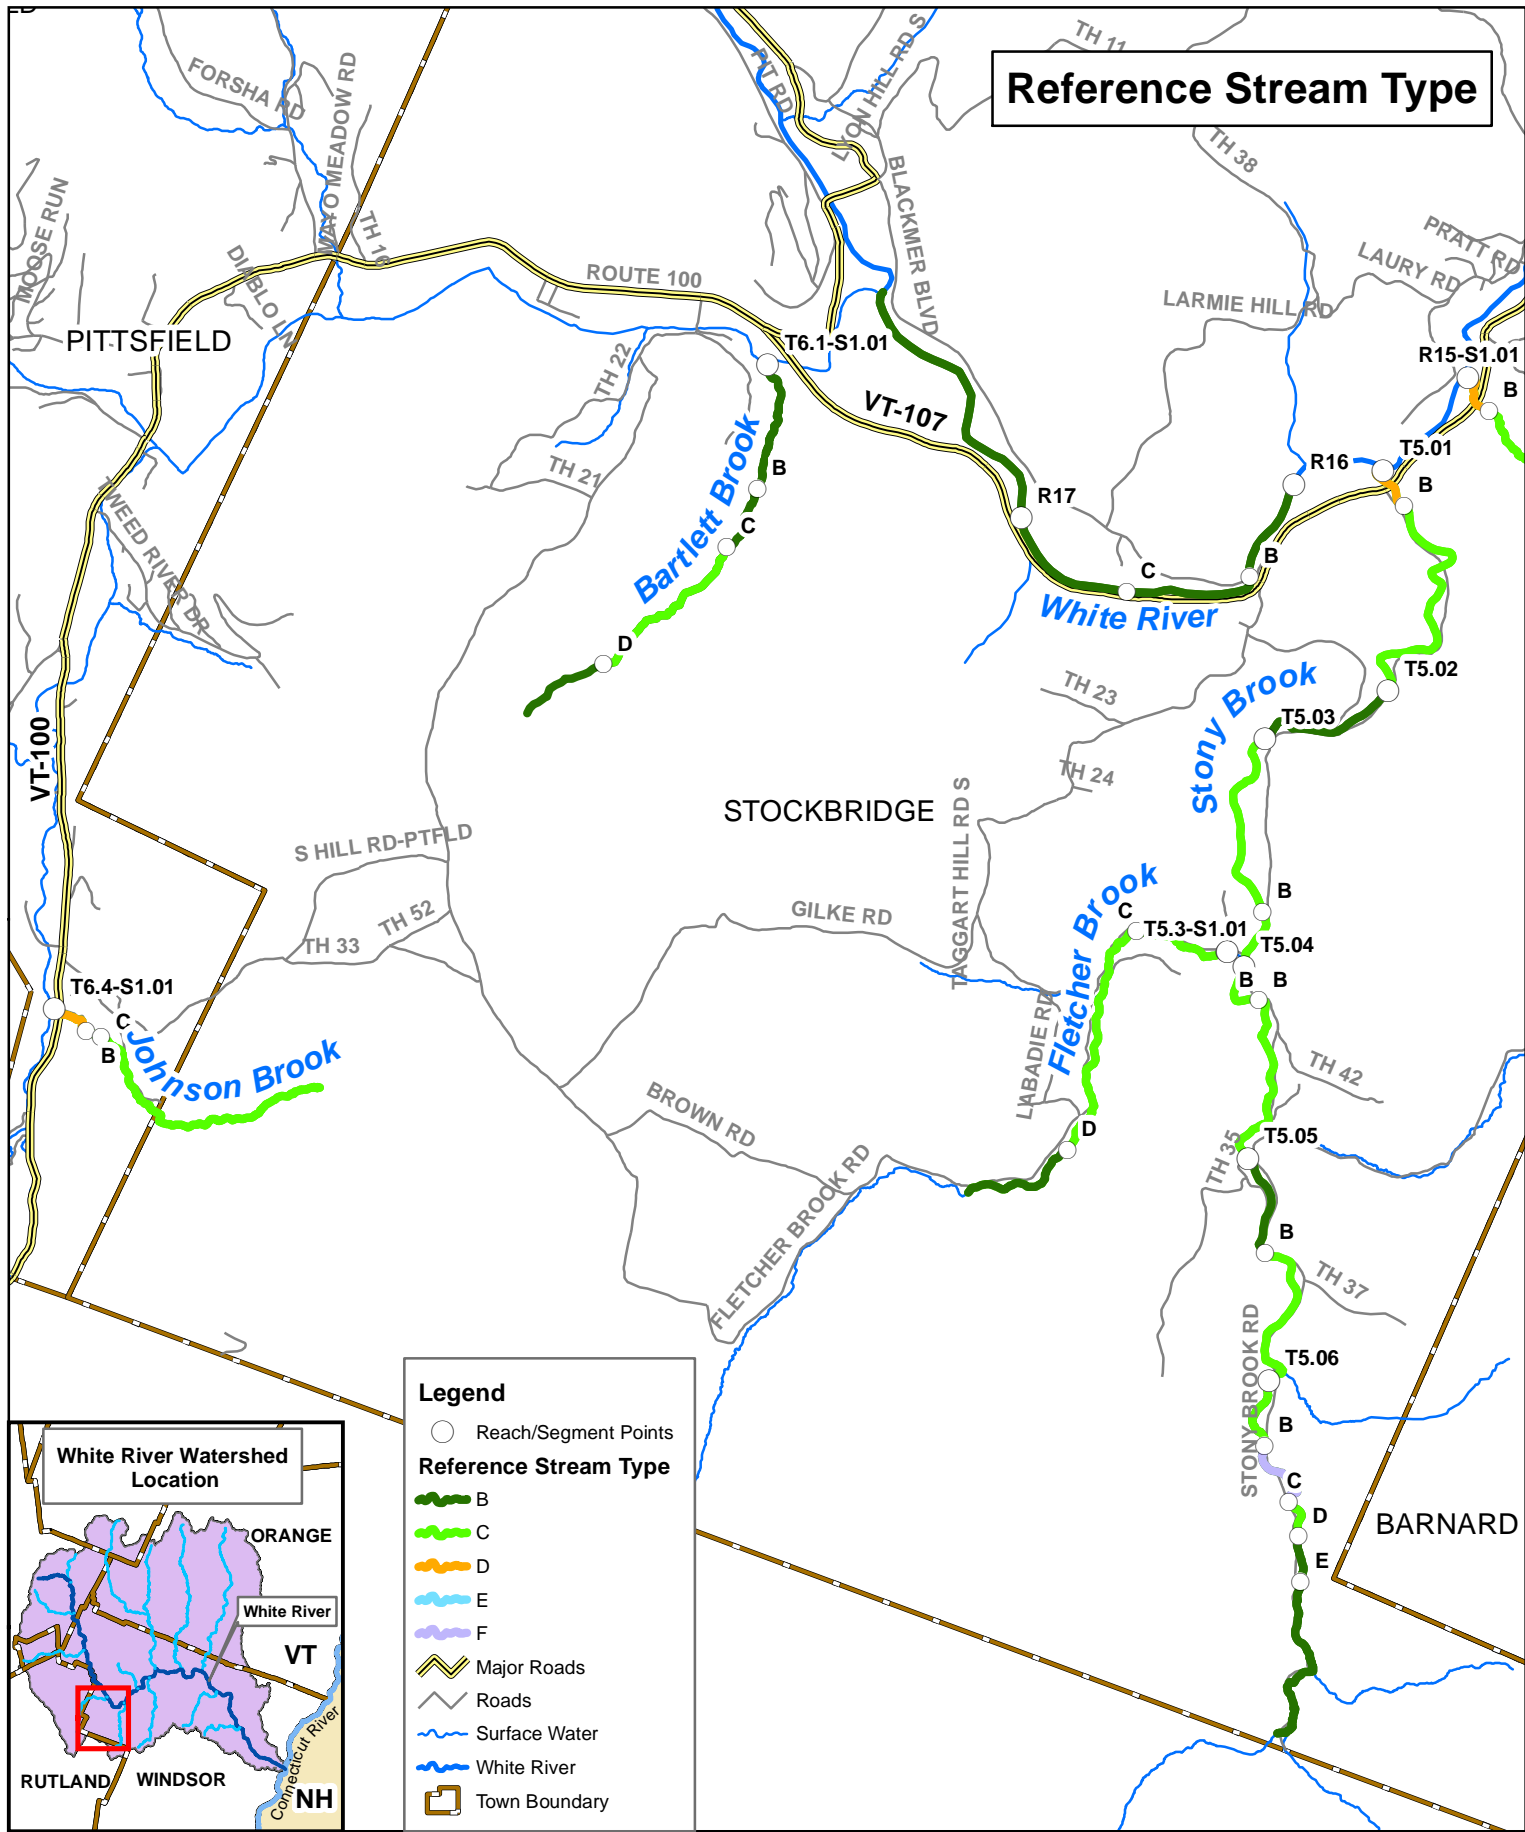 ED
Reference Stream Type
FORSHA RD
MAYO MEADOW RD
TH 16
MOOSE RUN
DIABLO LN
PITTSFIELD
PIT RD
LYON HILL RD S
TH 11
TH 38
BLACKMER BLVD
ROUTE 100
PRATT RD
LAURY RD
LARMIE HILL RD
T6.1-S1.01
R15-S1.01
B
TH 22
VT-107
TH 21
Bartlett Brook
B
C
D
R17
R16
T5.01
B
C
B
White River
TWEED RIVER DR
VT-100
TH 23
Stony Brook
T5.02
T5.03
TH 24
STOCKBRIDGE
TAGGART HILL RD S
S HILL RD-PTFLD
TH 52
TH 33
GILKE RD
Fletcher Brook
C
T5.3-S1.01
B
T5.04
B
B
T6.4-S1.01
C
B
Johnson Brook
LABADIE RD
BROWN RD
FLETCHER BROOK RD
D
TH 42
TH 35
T5.05
B
TH 37
STONY BROOK RD
T5.06
B
C
D
E
BARNARD
Legend
Reach/Segment Points
Reference Stream Type
B
C
D
E
F
Major Roads
Roads
Surface Water
White River
Town Boundary
White River Watershed
Location
ORANGE
White River
VT
Connecticut River
RUTLAND
WINDSOR
NH